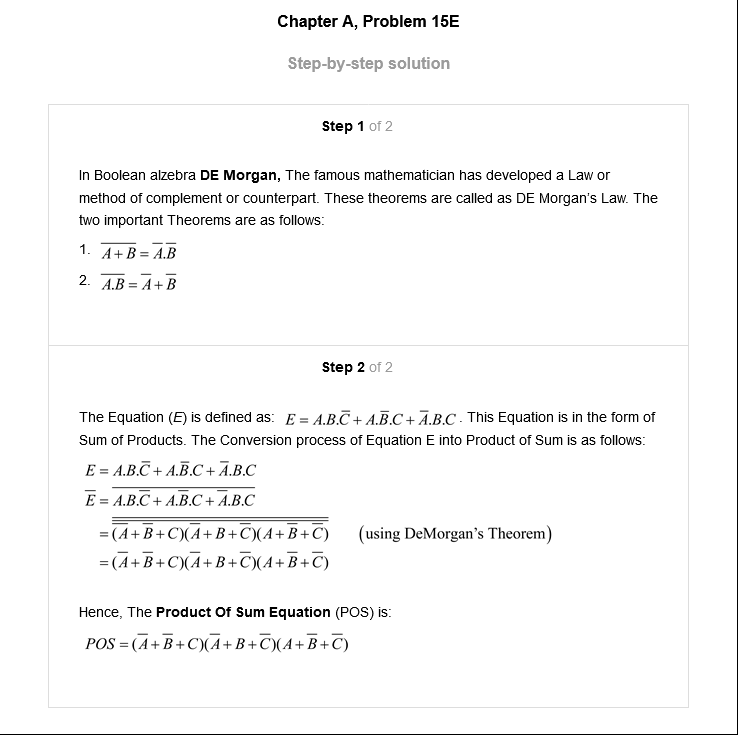 Chapter A, Problem 15E
Step-by-step solution
Step 1 of 2
In Boolean alzebra DE Morgan, The famous mathematician has developed a Law or
method of complement or counterpart. These theorems are called as DE Morgan's Law. The
two important Theorems are as follows:
1. \overline{A+B} = \overline{A}.\overline{B}
2. \overline{A.B} = \overline{A}+\overline{B}
Step 2 of 2
The Equation (E) is defined as: E = A.B.\overline{C} + A.\overline{B}.C + \overline{A}.B.C . This Equation is in the form of
Sum of Products. The Conversion process of Equation E into Product of Sum is as follows:
E = A.B.\overline{C} + A.\overline{B}.C + \overline{A}.B.C
\overline{E} = \overline{A.B.\overline{C} + A.\overline{B}.C + \overline{A}.B.C}
= \overline{\overline{(\overline{A}+\overline{B}+C)(\overline{A}+B+\overline{C})(A+\overline{B}+\overline{C})}} (using DeMorgan's Theorem)
= (\overline{A}+\overline{B}+C)(\overline{A}+B+\overline{C})(A+\overline{B}+\overline{C})
Hence, The Product Of Sum Equation (POS) is:
POS = (\overline{A}+\overline{B}+C)(\overline{A}+B+\overline{C})(A+\overline{B}+\overline{C})